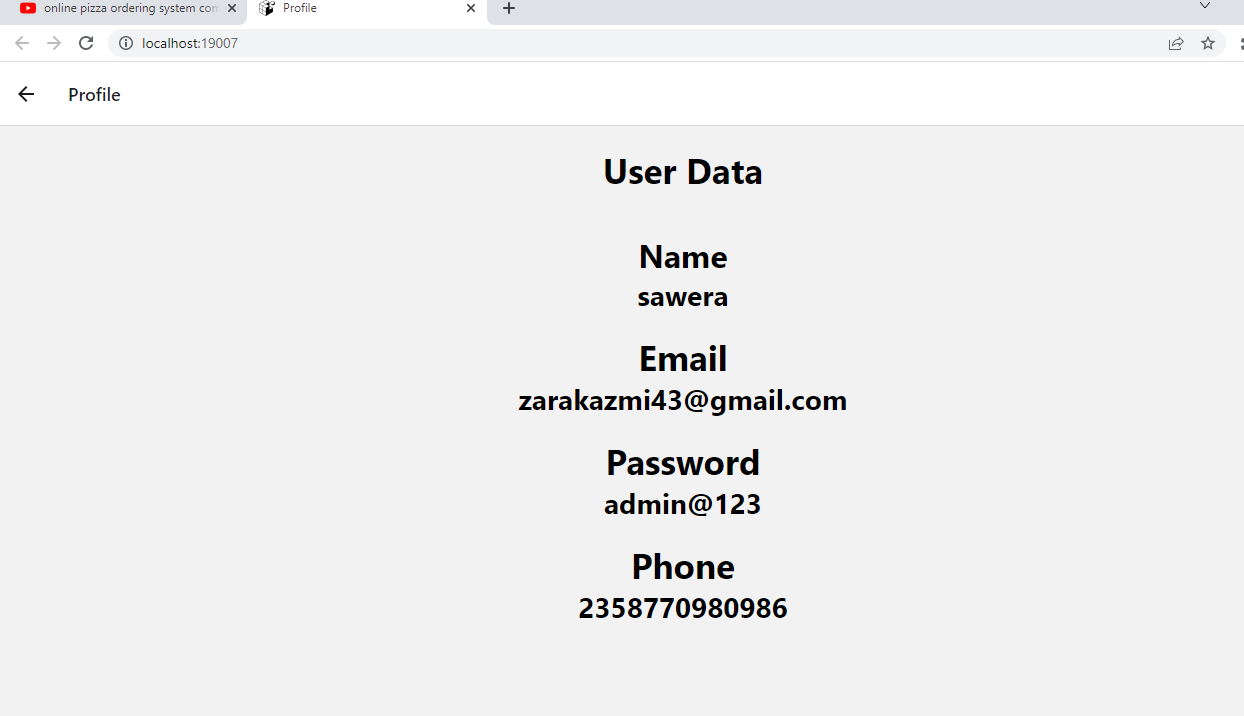 online pizza ordering system con
Profile
localhost:19007
Profile
User Data
Name
sawera
Email
zarakazmi43@gmail.com
Password
admin@123
Phone
2358770980986